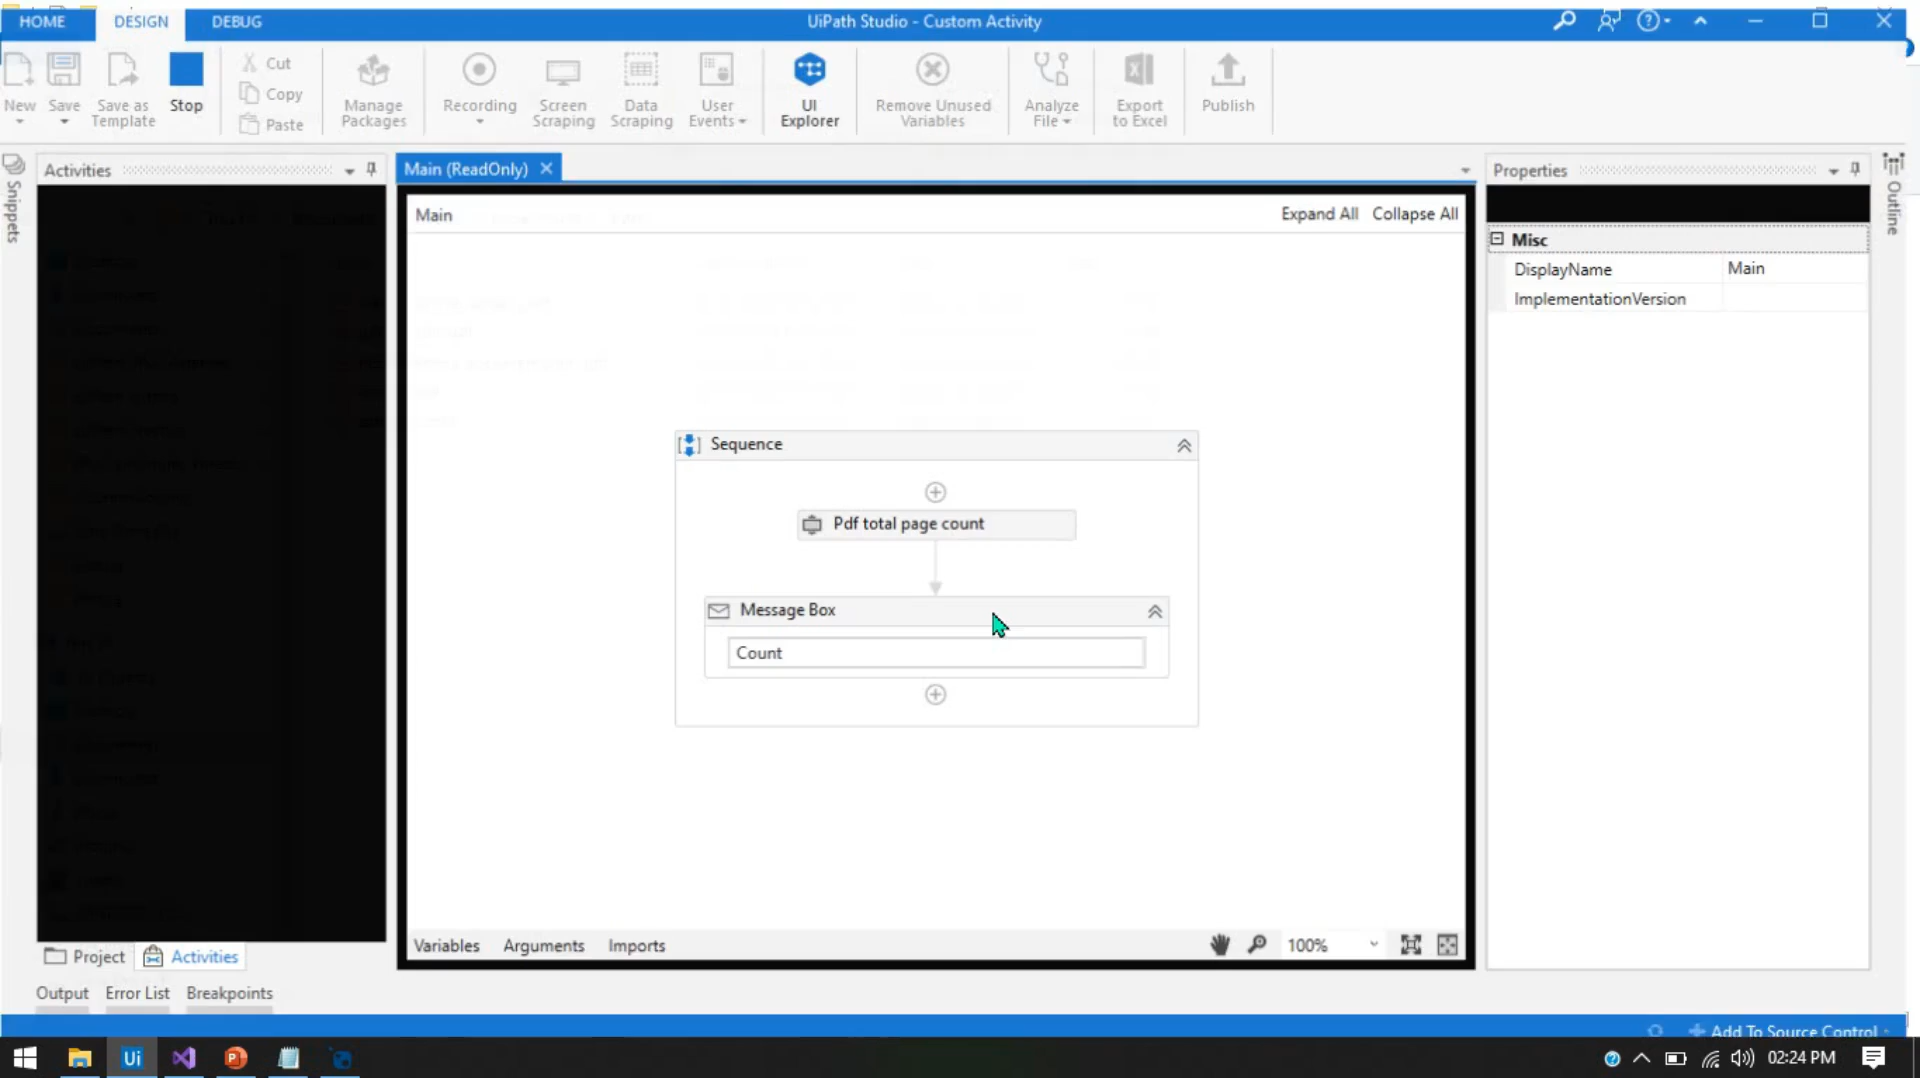 HOME DESIGN DEBUG UiPath Studio - Custom Activity
New Save Save as Template Stop Cut Copy Paste Manage Packages Recording Screen Scraping Data Scraping User Events UI Explorer Remove Unused Variables Analyze File Export to Excel Publish
Snippets
Activities
Main (ReadOnly)
Properties
Outline
Main Expand All Collapse All
Misc
DisplayName Main
ImplementationVersion
Sequence
Pdf total page count
Message Box
Count
Variables Arguments Imports 100%
Project Activities
Output Error List Breakpoints
Add To Source Control
Ui 02:24 PM